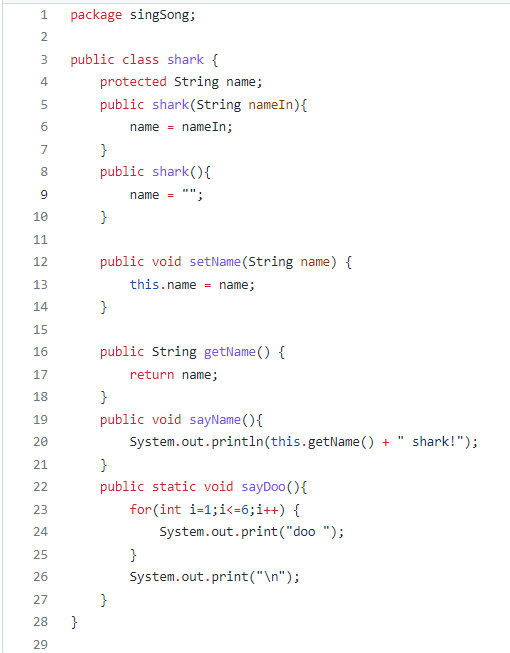 1 package singSong;
2
3 public class shark {
4     protected String name;
5     public shark(String nameIn){
6         name = nameIn;
7     }
8     public shark(){
9         name = "";
10     }
11
12     public void setName(String name) {
13         this.name = name;
14     }
15
16     public String getName() {
17         return name;
18     }
19     public void sayName(){
20         System.out.println(this.getName() + " shark!");
21     }
22     public static void sayDoo(){
23         for(int i=1;i<=6;i++) {
24             System.out.print("doo ");
25         }
26         System.out.print("\n");
27     }
28 }
29